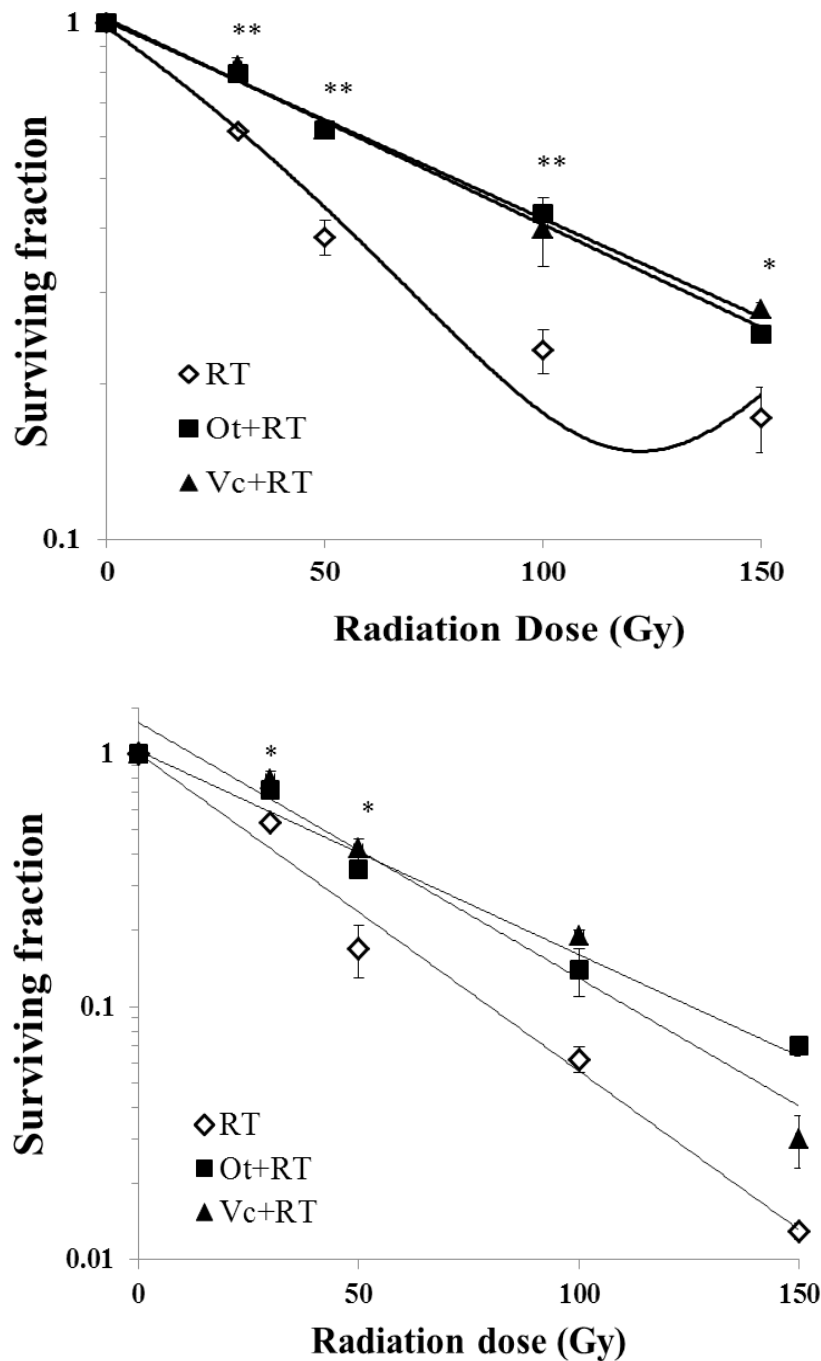 1
**
**
**
*
Surviving fraction
RT
Ot+RT
Vc+RT
0.1
0
50
100
150
Radiation Dose (Gy)
1
*
*
Surviving fraction
0.1
RT
Ot+RT
Vc+RT
0.01
0
50
100
150
Radiation dose (Gy)